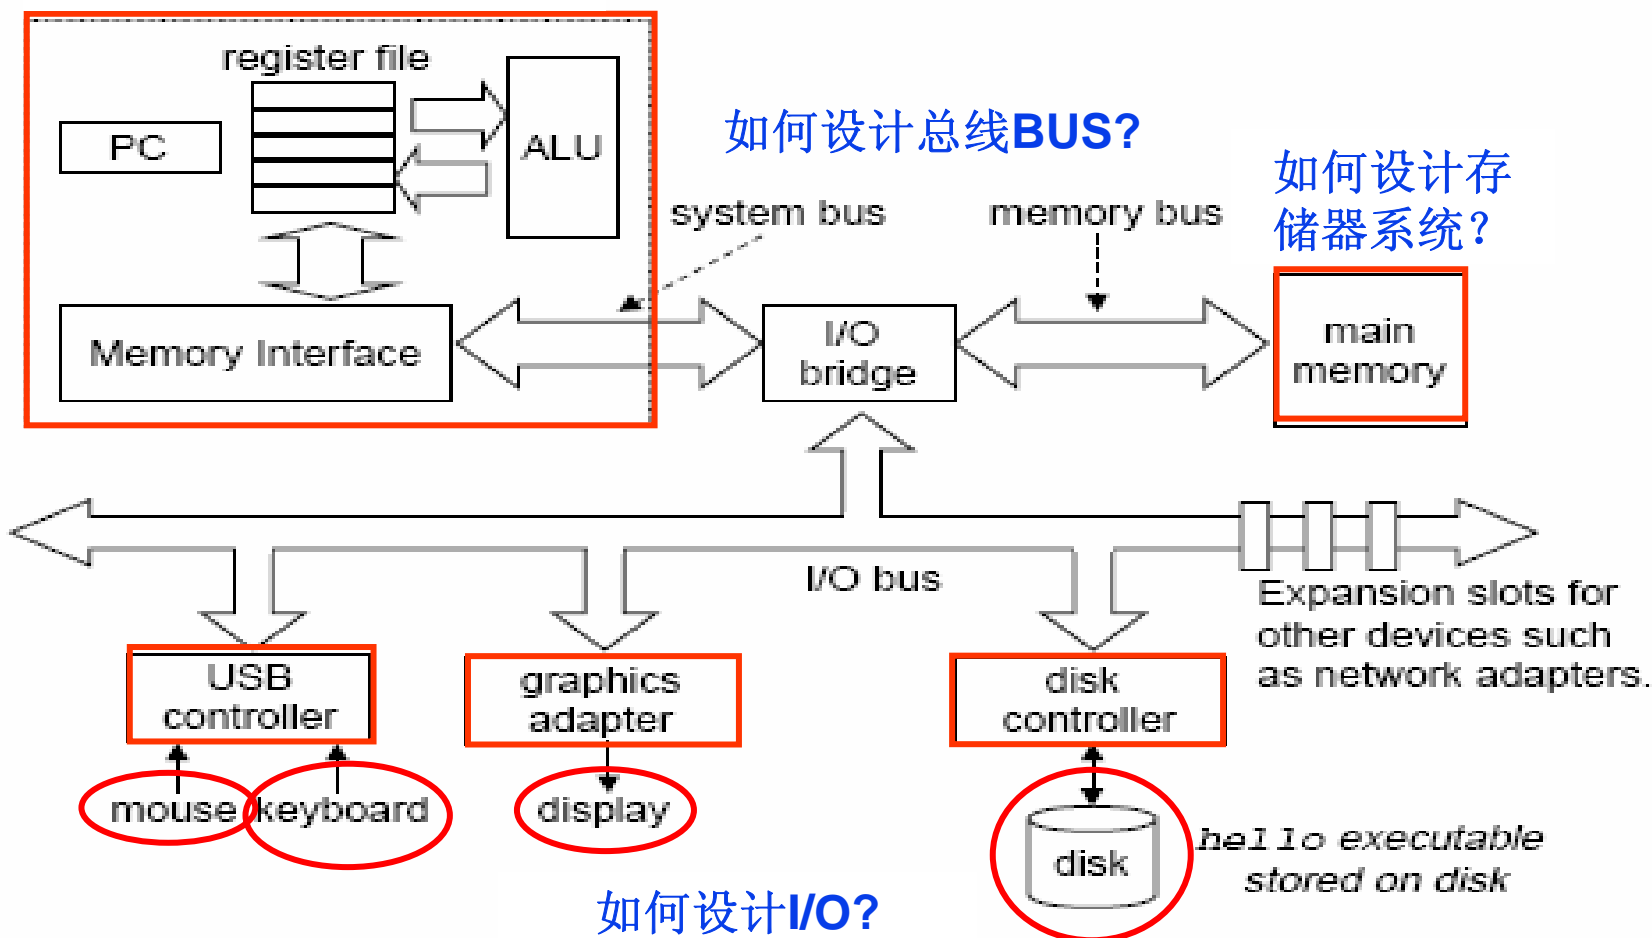 register file
PC
ALU
如何设计总线BUS?
如何设计存
储器系统？
system bus
memory bus
Memory Interface
I/O
bridge
main
memory
I/O bus
Expansion slots for
other devices such
as network adapters.
USB
controller
graphics
adapter
disk
controller
mouse
keyboard
display
disk
hello executable
stored on disk
如何设计I/O?